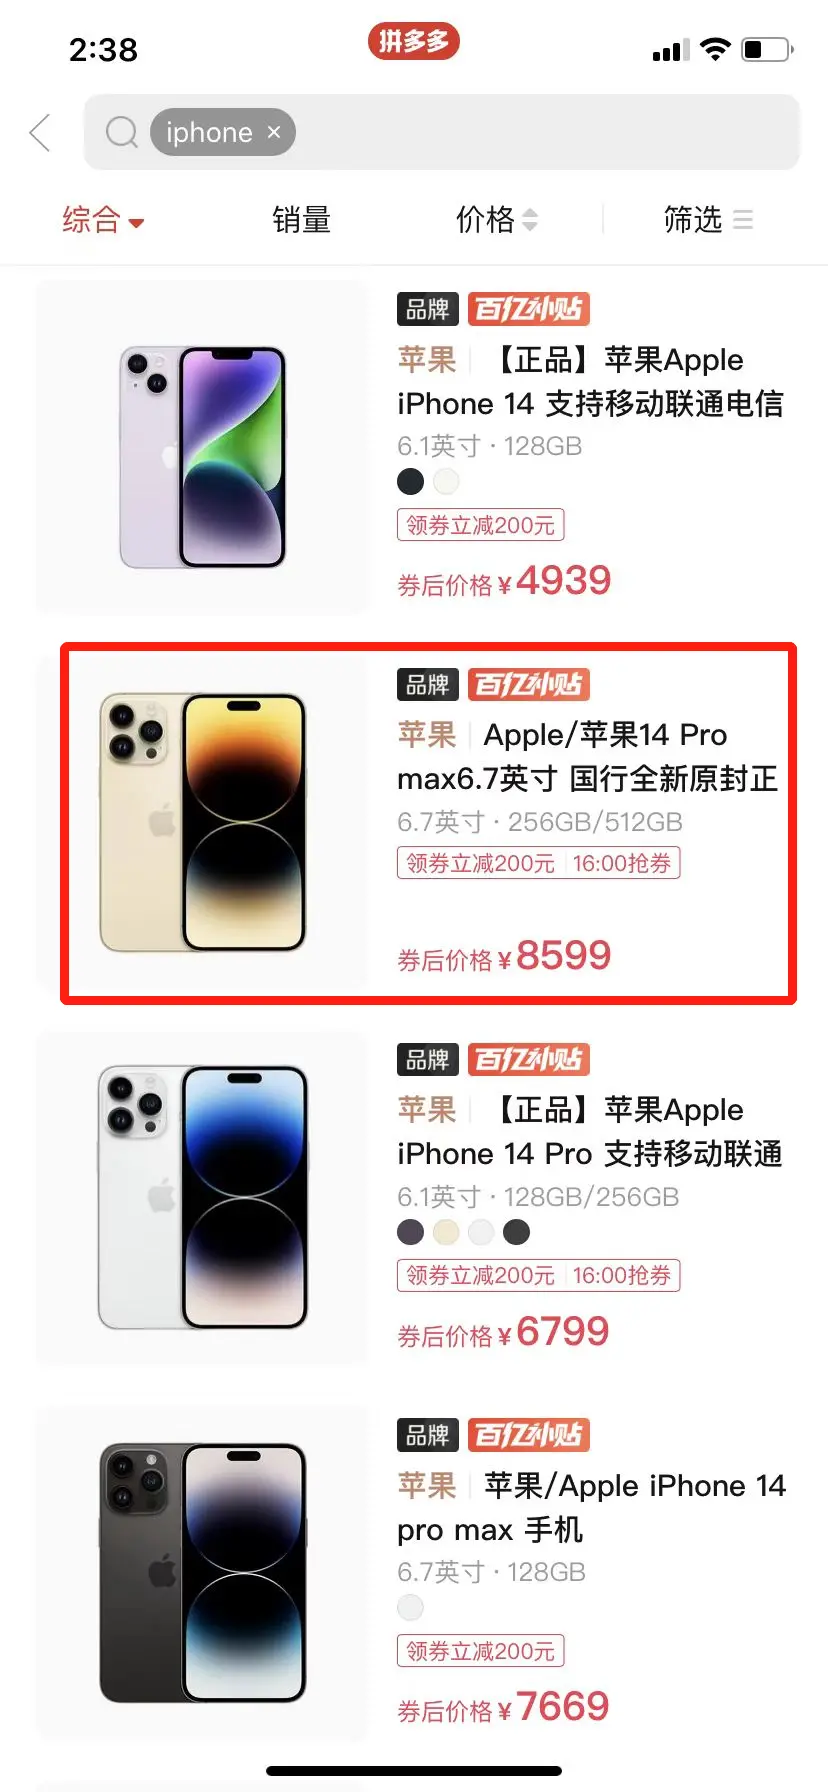 2:38
拼多多
iphone ×
综合 销量 价格 筛选
品牌 百亿补贴
苹果 【正品】苹果Apple
iPhone 14 支持移动联通电信
6.1英寸 · 128GB
领券立减200元
券后价格 ¥4939
品牌 百亿补贴
苹果 Apple/苹果14 Pro
max6.7英寸 国行全新原封正
6.7英寸 · 256GB/512GB
领券立减200元 16:00抢券
券后价格 ¥8599
品牌 百亿补贴
苹果 【正品】苹果Apple
iPhone 14 Pro 支持移动联通
6.1英寸 · 128GB/256GB
领券立减200元 16:00抢券
券后价格 ¥6799
品牌 百亿补贴
苹果 苹果/Apple iPhone 14
pro max 手机
6.7英寸 · 128GB
领券立减200元
券后价格 ¥7669